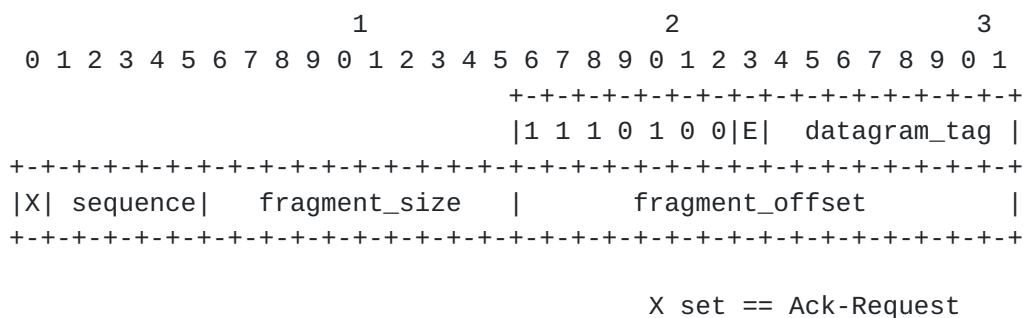 1                   2                   3
  0 1 2 3 4 5 6 7 8 9 0 1 2 3 4 5 6 7 8 9 0 1 2 3 4 5 6 7 8 9 0 1
                                 +-+-+-+-+-+-+-+-+-+-+-+-+-+-+-+-+
                                 |1 1 1 0 1 0 0|E|  datagram_tag |
 +-+-+-+-+-+-+-+-+-+-+-+-+-+-+-+-+-+-+-+-+-+-+-+-+-+-+-+-+-+-+-+-+
 |X| sequence|   fragment_size   |       fragment_offset         |
 +-+-+-+-+-+-+-+-+-+-+-+-+-+-+-+-+-+-+-+-+-+-+-+-+-+-+-+-+-+-+-+-+

                                          X set == Ack-Request